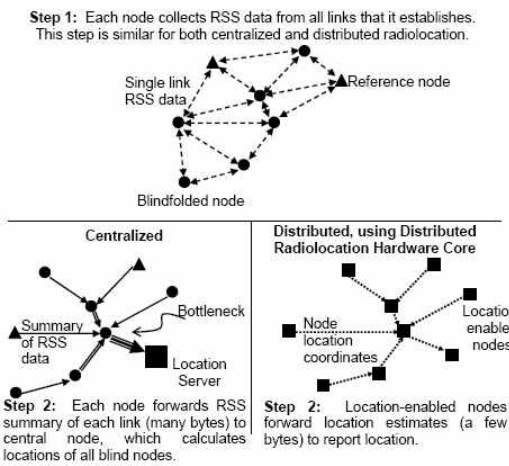 Step 1: Each node collects RSS data from all links that it establishes.
This step is similar for both centralized and distributed radiolocation.
Single link
RSS data
Reference node
Blindfolded node
Centralized
Bottleneck
Summary
of RSS
data
Location
Server
Step 2: Each node forwards RSS
summary of each link (many bytes) to
central node, which calculates
locations of all blind nodes.
Distributed, using Distributed
Radiolocation Hardware Core
Node
location
coordinates
Locatio
enable
nodes
Step 2: Location-enabled nodes
forward location estimates (a few
bytes) to report location.